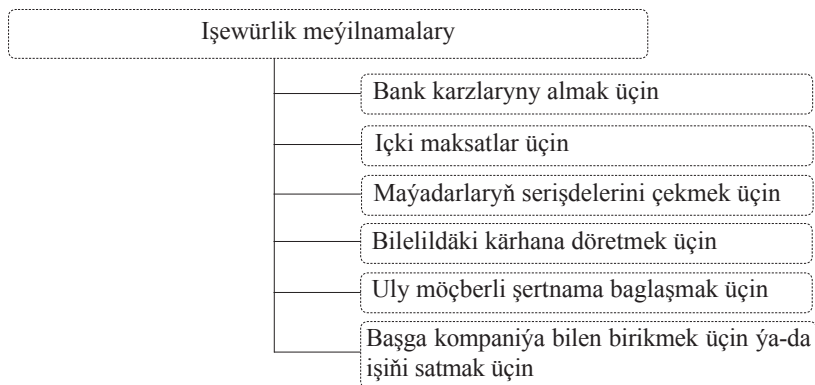 Işewürlik meýilnamalary
Bank karzlaryny almak üçin
Içki maksatlar üçin
Maýadarlaryň serişdelerini çekmek üçin
Bilelildäki kärhana döretmek üçin
Uly möçberli şertnama baglaşmak üçin
Başga kompaniýa bilen birikmek üçin ýa-da
işiňi satmak üçin